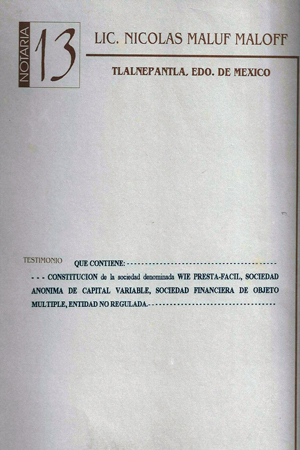 NOTARIA
13
LIC. NICOLAS MALUF MALOFF
TLALNEPANTLA, EDO. DE MEXICO
TESTIMONIO QUE CONTIENE:- - - - - - - - - - - - - - - - - - - - - - - - - - - - - - -
- - - CONSTITUCION de la sociedad denominada WIE PRESTA-FACIL, SOCIEDAD
ANONIMA DE CAPITAL VARIABLE, SOCIEDAD FINANCIERA DE OBJETO
MULTIPLE, ENTIDAD NO REGULADA.- - - - - - - - - - - - - - - - - - - - - - - - - -